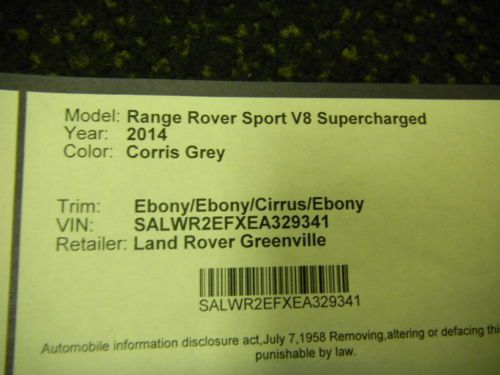 Model: Range Rover Sport V8 Supercharged
Year: 2014
Color: Corris Grey
Trim: Ebony/Ebony/Cirrus/Ebony
VIN: SALWR2EFXEA329341
Retailer: Land Rover Greenville
SALWR2EFXEA329341
Automobile information disclosure act,July 7,1958 Removing,altering or defacing this
punishable by law.